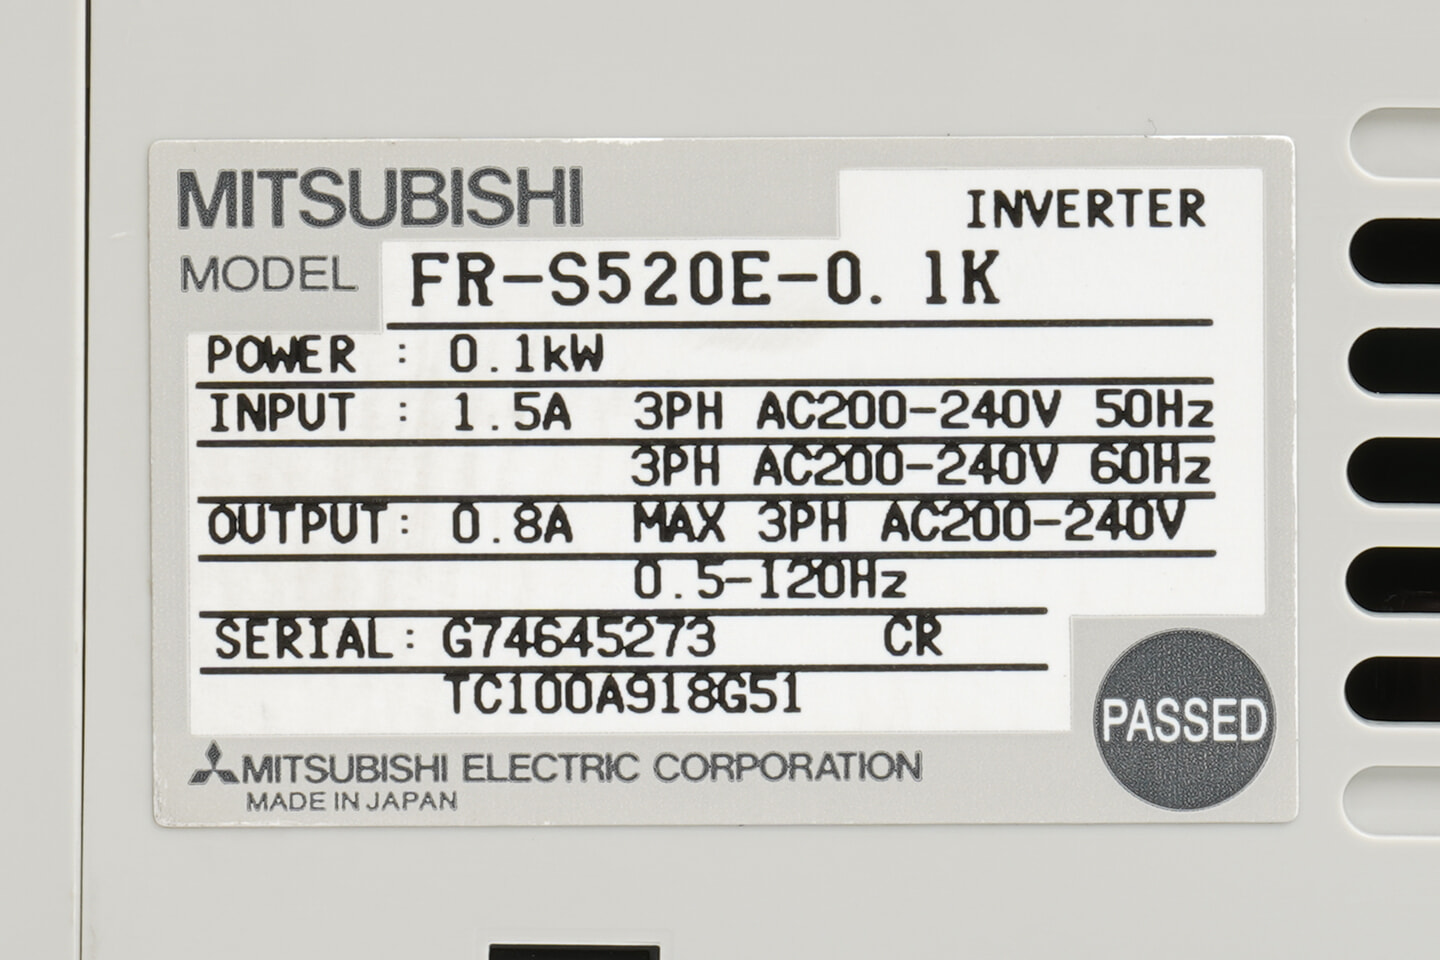 MITSUBISHI
INVERTER
MODEL FR-S520E-0.1K
POWER : 0.1kW
INPUT : 1.5A 3PH AC200-240V 50Hz
3PH AC200-240V 60Hz
OUTPUT: 0.8A MAX 3PH AC200-240V
0.5-120Hz
SERIAL: G74645273 CR
TC100A918G51
PASSED
MITSUBISHI ELECTRIC CORPORATION
MADE IN JAPAN